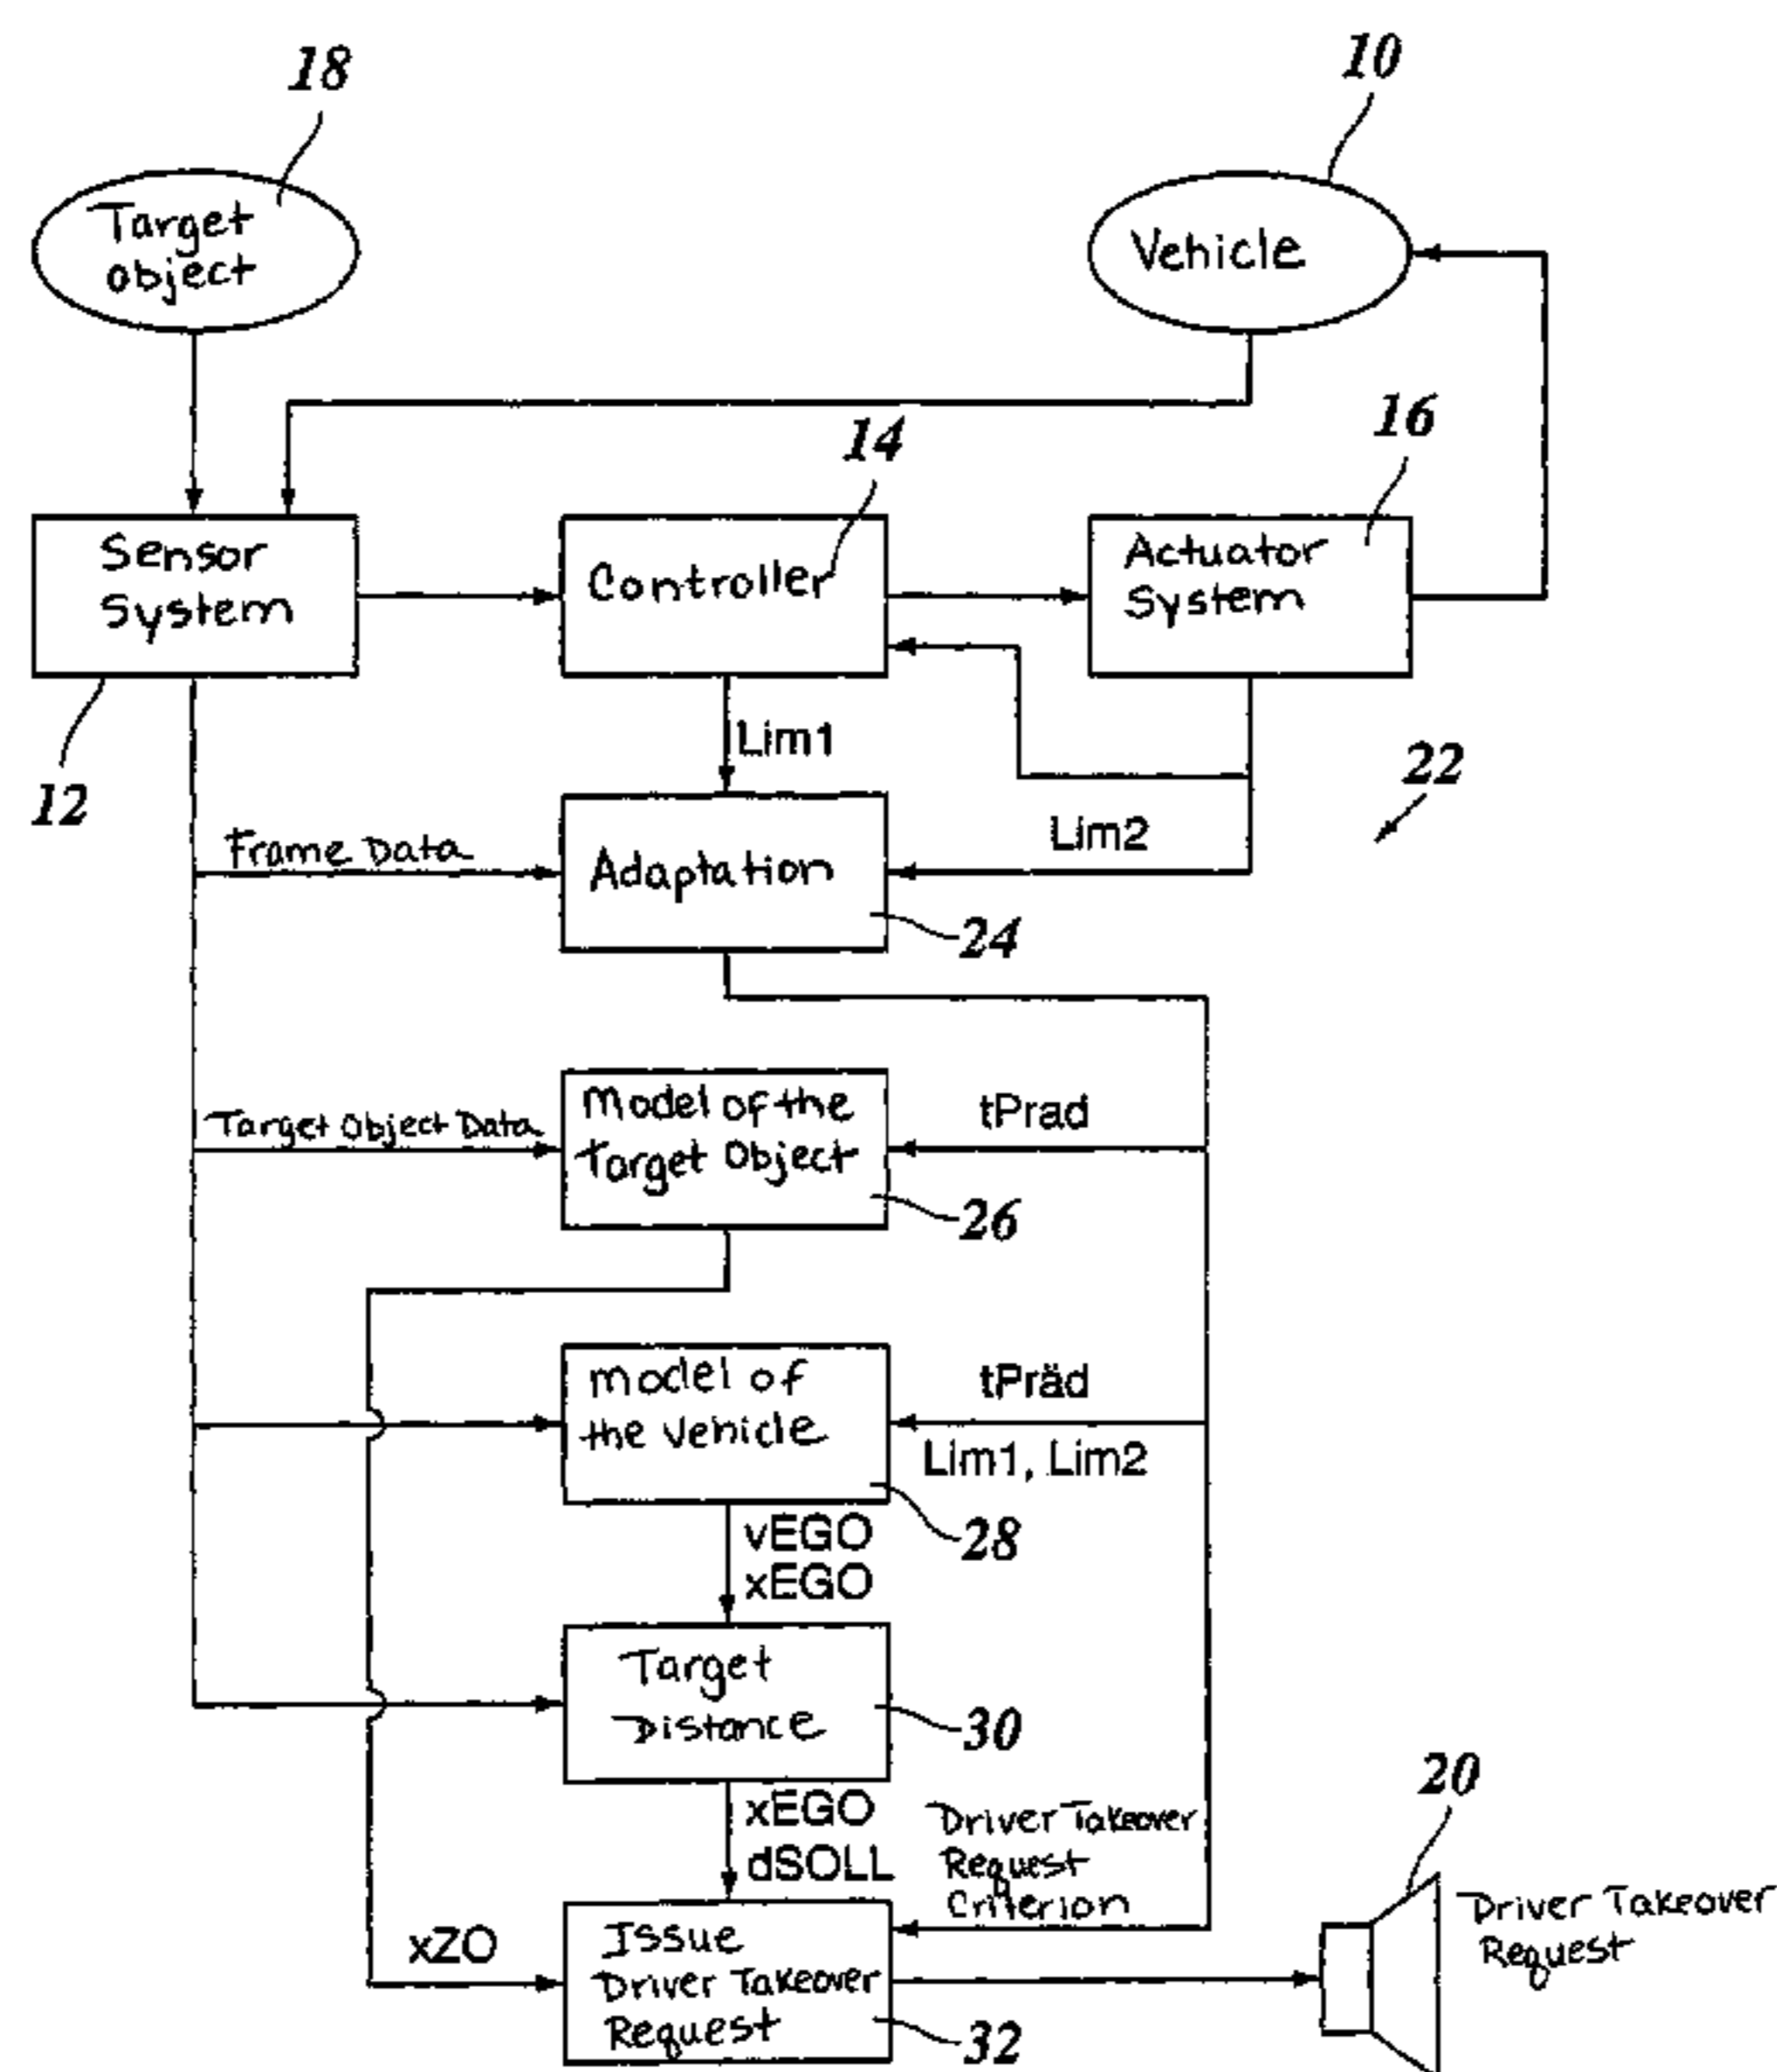 18
10
Target
object
Vehicle
14
16
Sensor
System
Controller
Actuator
System
12
Lim1
22
Frame Data
Lim2
Adaptation
24
Target Object Data
Model of the
Target Object
tPrad
26
Model of
the vehicle
tPräd
Lim1, Lim2
28
vEGO
xEGO
Target
Distance
30
xEGO
dSOLL
Driver Takeover
Request
Criterion
20
xZO
Issue
Driver Takeover
Request
32
Driver Takeover
Request